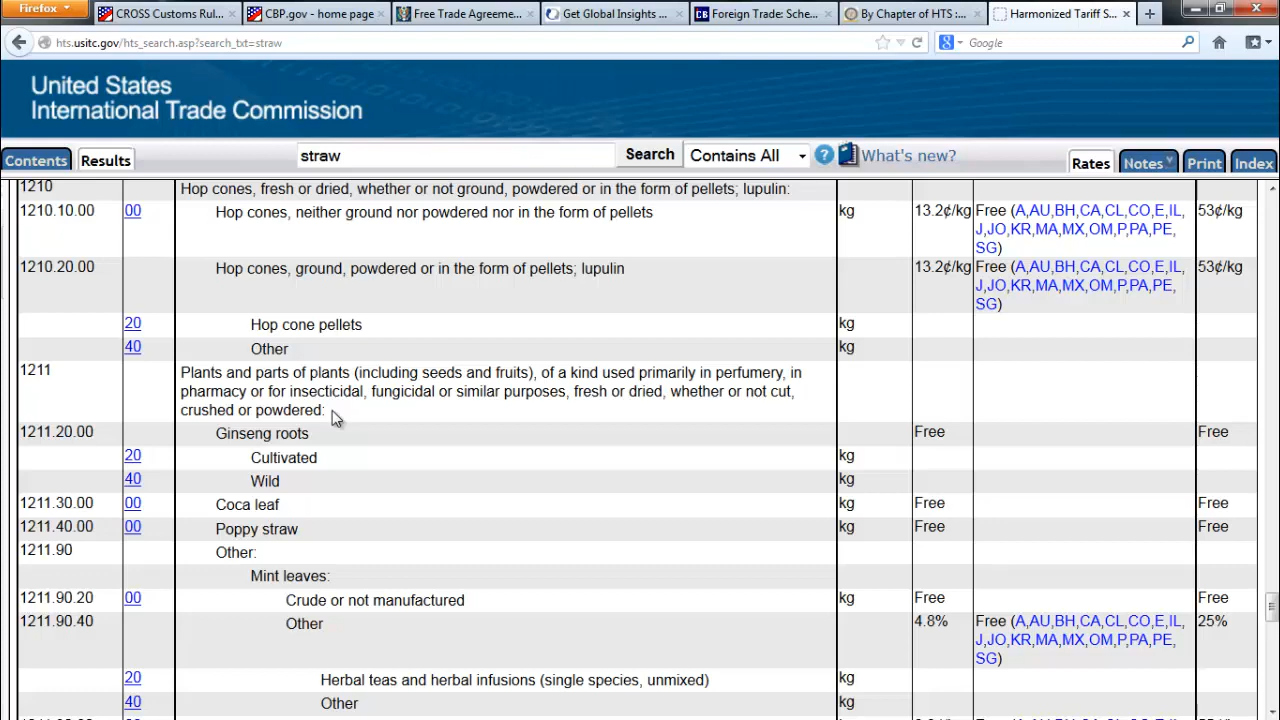 Firefox
CROSS Customs Rul...
CBP.gov - home page
Free Trade Agreeme...
Get Global Insights ...
Foreign Trade: Sche...
By Chapter of HTS :...
Harmonized Tariff S...
hts.usitc.gov/hts_search.asp?search_txt=straw
Google
United States
International Trade Commission
Contents Results straw Search Contains All ? What's new? Rates Notes Print Index
1210 Hop cones, fresh or dried, whether or not ground, powdered or in the form of pellets; lupulin:
1210.10.00 00 Hop cones, neither ground nor powdered nor in the form of pellets kg 13.2¢/kg Free (A,AU,BH,CA,CL,CO,E,IL, 53¢/kg
J,JO,KR,MA,MX,OM,P,PA,PE,
SG)
1210.20.00 Hop cones, ground, powdered or in the form of pellets; lupulin 13.2¢/kg Free (A,AU,BH,CA,CL,CO,E,IL, 53¢/kg
J,JO,KR,MA,MX,OM,P,PA,PE,
SG)
20 Hop cone pellets kg
40 Other kg
1211 Plants and parts of plants (including seeds and fruits), of a kind used primarily in perfumery, in
pharmacy or for insecticidal, fungicidal or similar purposes, fresh or dried, whether or not cut,
crushed or powdered:
1211.20.00 Ginseng roots Free Free
20 Cultivated kg
40 Wild kg
1211.30.00 00 Coca leaf kg Free Free
1211.40.00 00 Poppy straw kg Free Free
1211.90 Other:
Mint leaves:
1211.90.20 00 Crude or not manufactured kg Free Free
1211.90.40 Other 4.8% Free (A,AU,BH,CA,CL,CO,E,IL, 25%
J,JO,KR,MA,MX,OM,P,PA,PE,
SG)
20 Herbal teas and herbal infusions (single species, unmixed) kg
40 Other kg